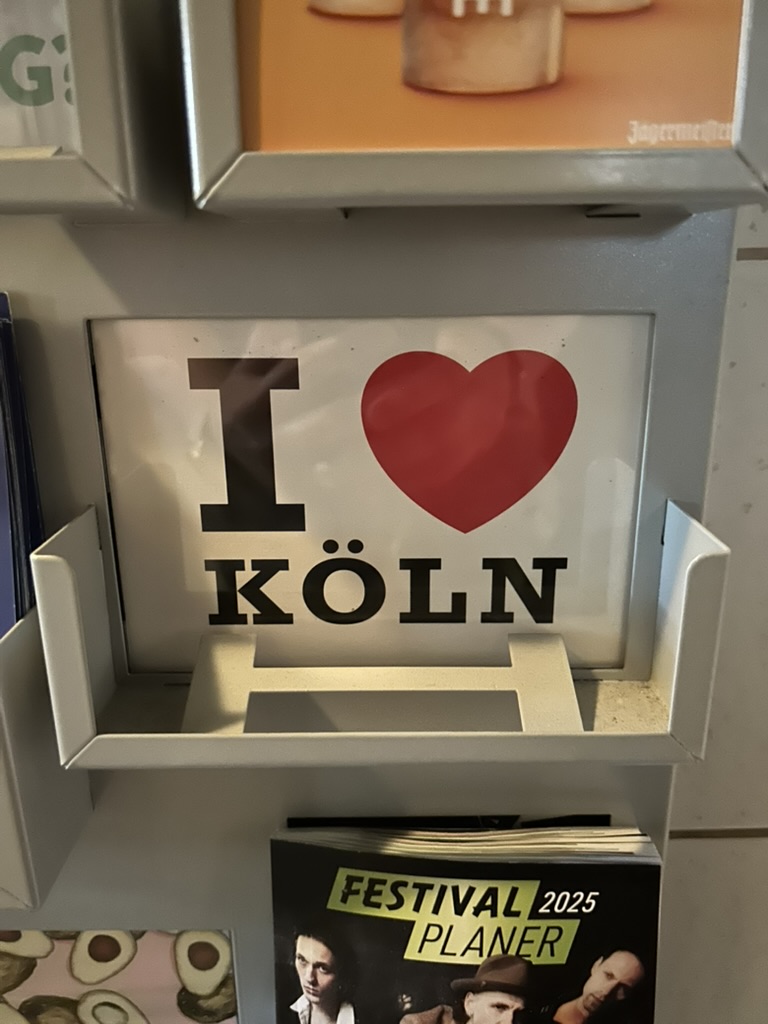 G?
Jägermeister
I ♥
KÖLN
FESTIVAL 2025
PLANER